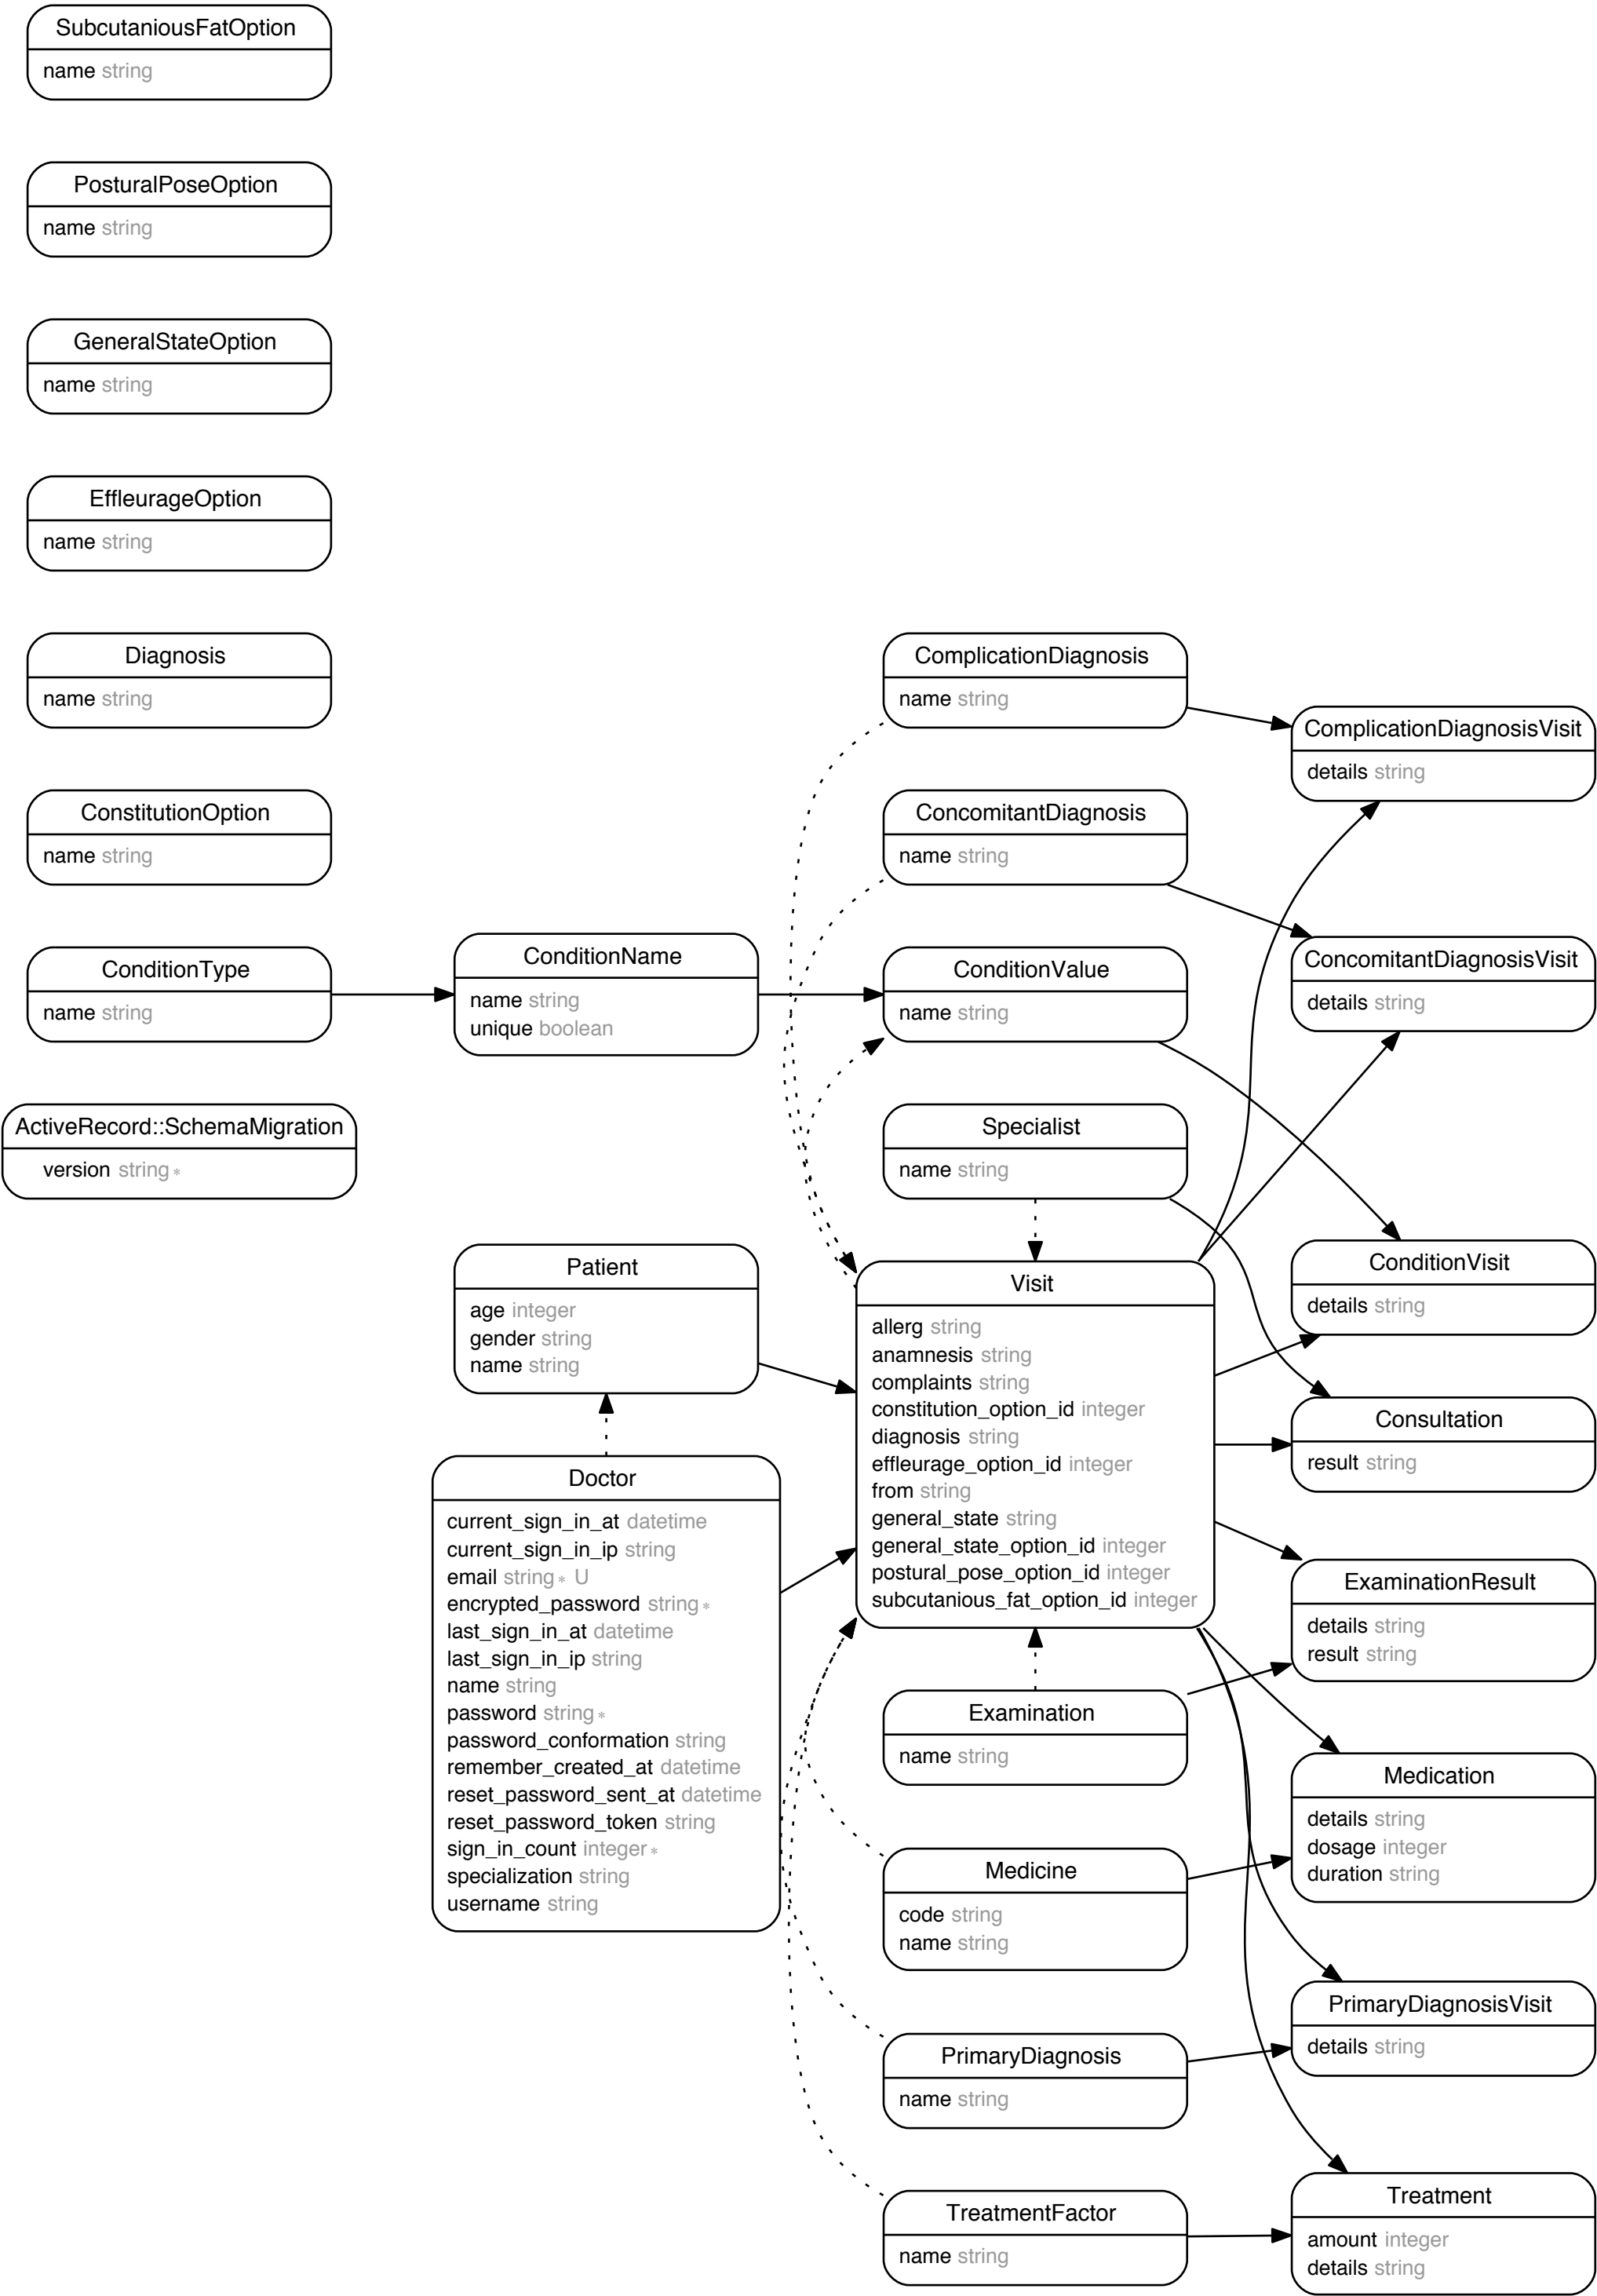 SubcutaniousFatOption
name string
PosturalPoseOption
name string
GeneralStateOption
name string
EffleurageOption
name string
Diagnosis
name string
ConstitutionOption
name string
ConditionType
name string
ActiveRecord::SchemaMigration
version string *
ConditionName
name string
unique boolean
Patient
age integer
gender string
name string
Doctor
current_sign_in_at datetime
current_sign_in_ip string
email string * U
encrypted_password string *
last_sign_in_at datetime
last_sign_in_ip string
name string
password string *
password_conformation string
remember_created_at datetime
reset_password_sent_at datetime
reset_password_token string
sign_in_count integer *
specialization string
username string
ComplicationDiagnosis
name string
ConcomitantDiagnosis
name string
ConditionValue
name string
Specialist
name string
Visit
allerg string
anamnesis string
complaints string
constitution_option_id integer
diagnosis string
effleurage_option_id integer
from string
general_state string
general_state_option_id integer
postural_pose_option_id integer
subcutanious_fat_option_id integer
Examination
name string
Medicine
code string
name string
PrimaryDiagnosis
name string
TreatmentFactor
name string
ComplicationDiagnosisVisit
details string
ConcomitantDiagnosisVisit
details string
ConditionVisit
details string
Consultation
result string
ExaminationResult
details string
result string
Medication
details string
dosage integer
duration string
PrimaryDiagnosisVisit
details string
Treatment
amount integer
details string